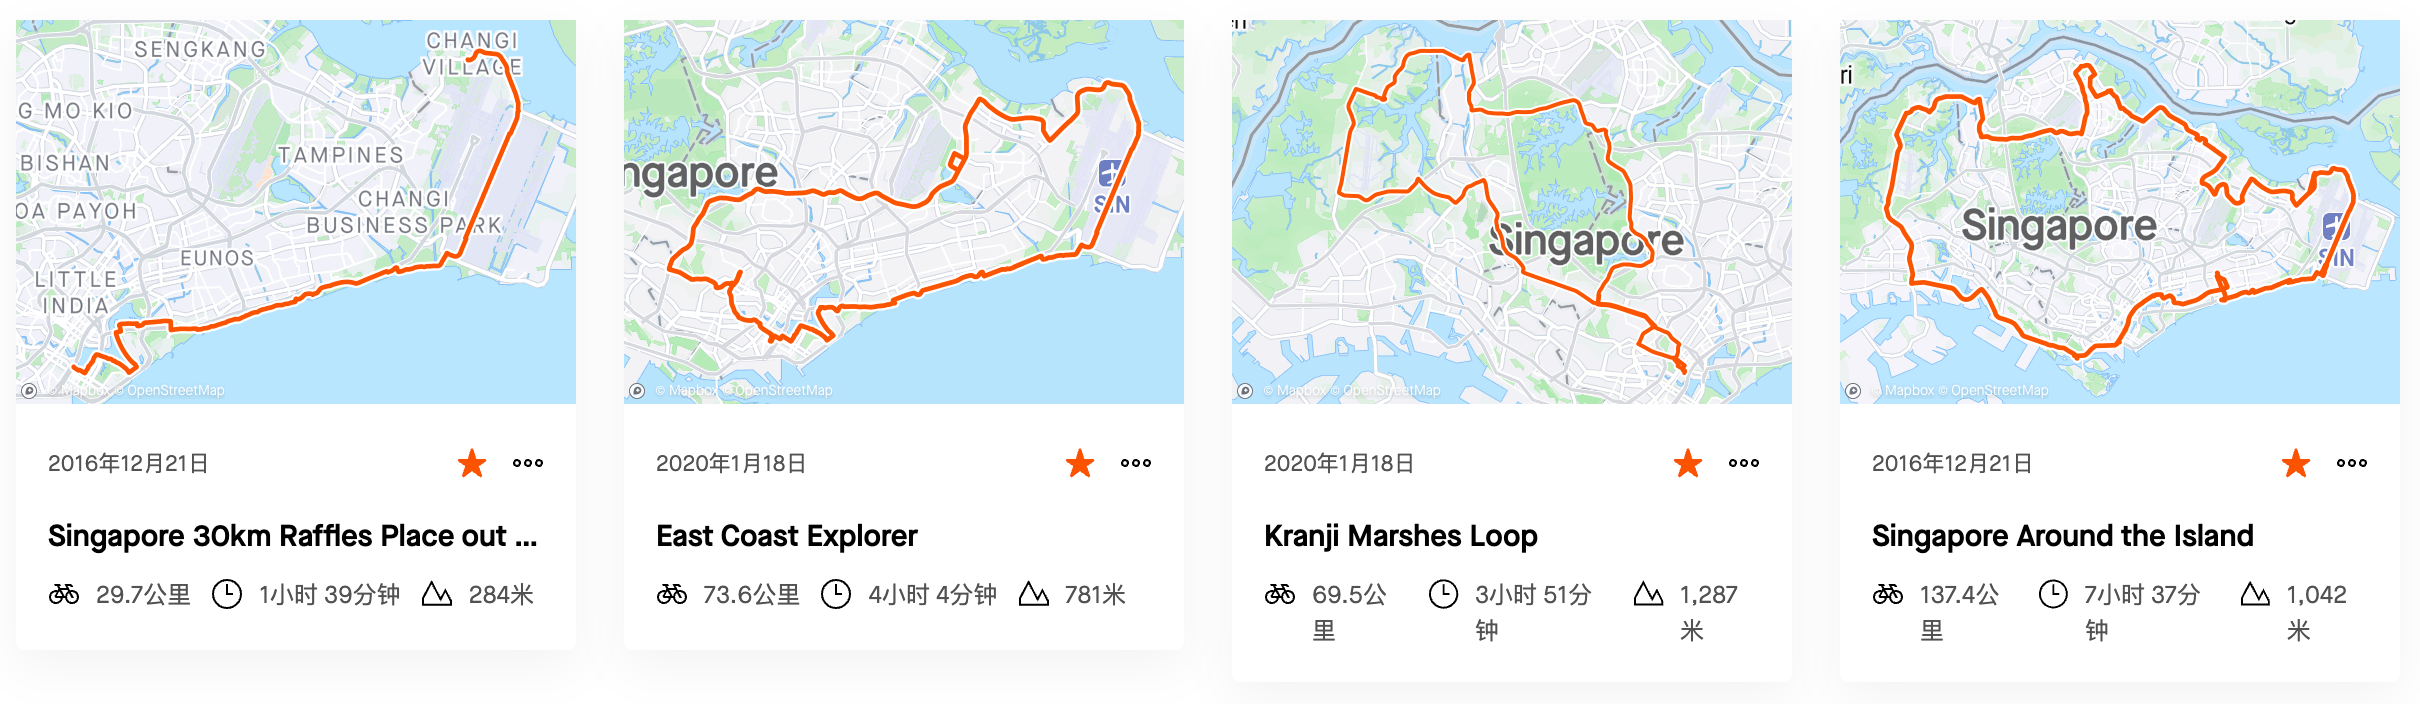 SENGKANG
CHANGI
VILLAGE
G MO KIO
BISHAN
TAMPINES
OA PAYOH
CHANGI
BUSINESS PARK
EUNOS
LITTLE
INDIA
© Mapbox © OpenStreetMap
2016年12月21日
Singapore 30km Raffles Place out ...
29.7公里 1小时 39分钟 284米
ngapore
SIN
© Mapbox © OpenStreetMap
2020年1月18日
East Coast Explorer
73.6公里 4小时 4分钟 781米
Singapore
© Mapbox © OpenStreetMap
2020年1月18日
Kranji Marshes Loop
69.5公 3小时 51分 1,287
里 钟 米
ri
Singapore
SIN
© Mapbox © OpenStreetMap
2016年12月21日
Singapore Around the Island
137.4公 7小时 37分 1,042
里 钟 米